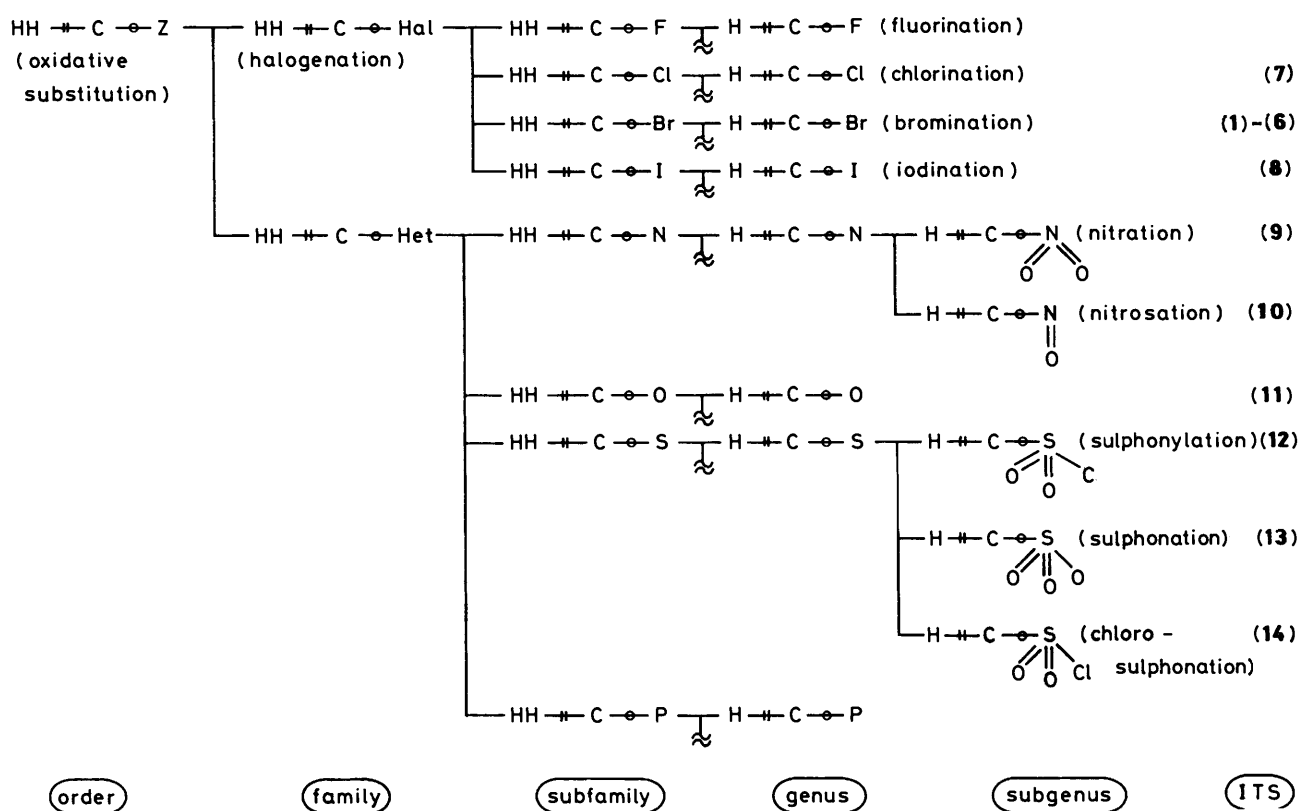 HH ⧺ C ⦵ Z HH ⧺ C ⦵ Hal HH ⧺ C ⦵ F H ⧺ C ⦵ F (fluorination)
(oxidative (halogenation)
substitution) HH ⧺ C ⦵ Cl H ⧺ C ⦵ Cl (chlorination) (7)
HH ⧺ C ⦵ Br H ⧺ C ⦵ Br (bromination) (1)-(6)
HH ⧺ C ⦵ I H ⧺ C ⦵ I (iodination) (8)
HH ⧺ C ⦵ Het HH ⧺ C ⦵ N H ⧺ C ⦵ N H ⧺ C ⦵ N (nitration) (9)
O O
H ⧺ C ⦵ N (nitrosation) (10)
O
HH ⧺ C ⦵ O H ⧺ C ⦵ O (11)
HH ⧺ C ⦵ S H ⧺ C ⦵ S H ⧺ C ⦵ S (sulphonylation) (12)
O O C
H ⧺ C ⦵ S (sulphonation) (13)
O O O
H ⧺ C ⦵ S (chloro- (14)
O O Cl sulphonation)
HH ⧺ C ⦵ P H ⧺ C ⦵ P
order family subfamily genus subgenus ITS